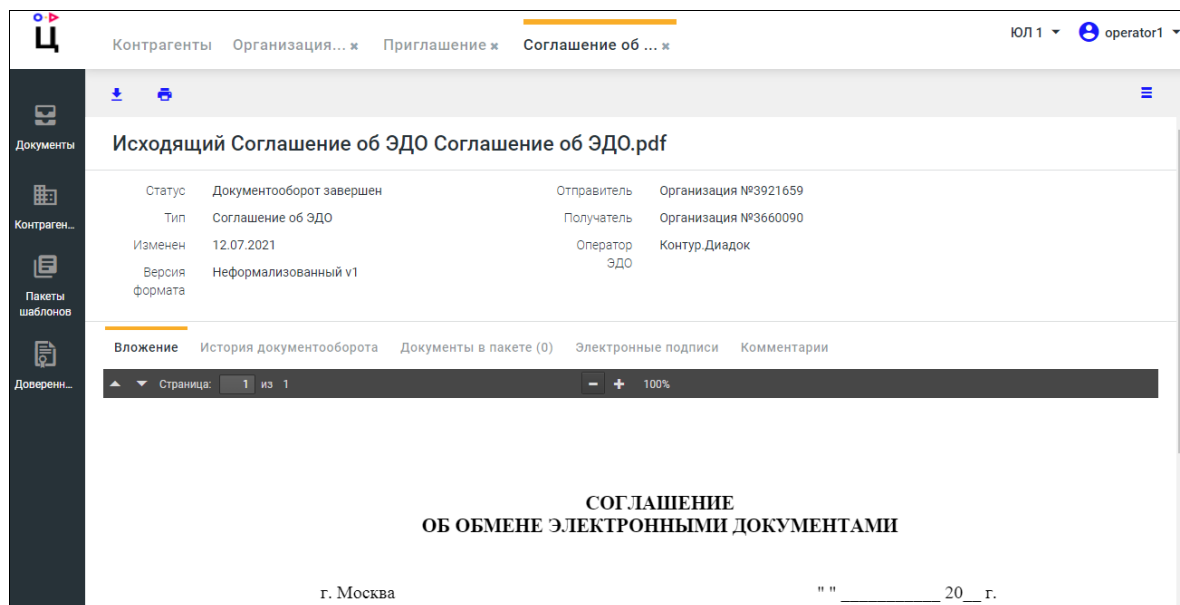 Ц
Контрагенты Организация... × Приглашение × Соглашение об ... × ЮЛ 1 operator1
Документы
Контраген...
Пакеты
шаблонов
Доверенн...
Исходящий Соглашение об ЭДО Соглашение об ЭДО.pdf
Статус Документооборот завершен Отправитель Организация №3921659
Тип Соглашение об ЭДО Получатель Организация №3660090
Изменен 12.07.2021 Оператор Контур.Диадок
ЭДО
Версия Неформализованный v1
формата
Вложение История документооборота Документы в пакете (0) Электронные подписи Комментарии
Страница: 1 из 1 − + 100%
СОГЛАШЕНИЕ
ОБ ОБМЕНЕ ЭЛЕКТРОННЫМИ ДОКУМЕНТАМИ
г. Москва " " ___________ 20__ г.